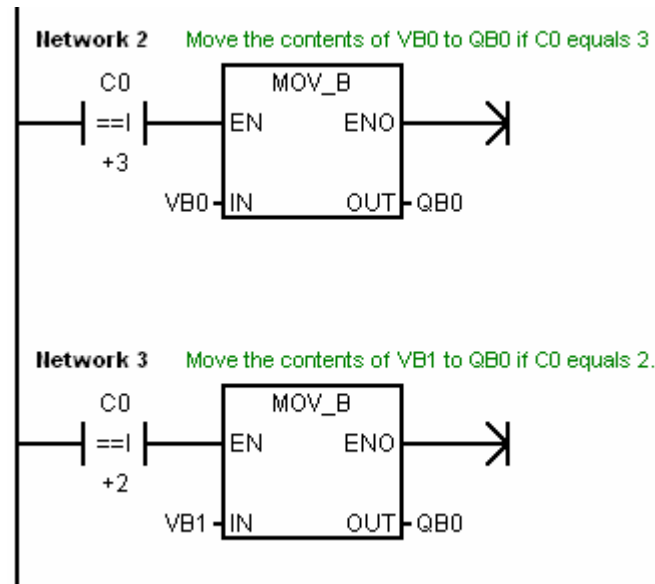 Network 2 Move the contents of VB0 to QB0 if C0 equals 3
C0 MOV_B
==I EN ENO
+3
VB0 IN OUT QB0
Network 3 Move the contents of VB1 to QB0 if C0 equals 2.
C0 MOV_B
==I EN ENO
+2
VB1 IN OUT QB0